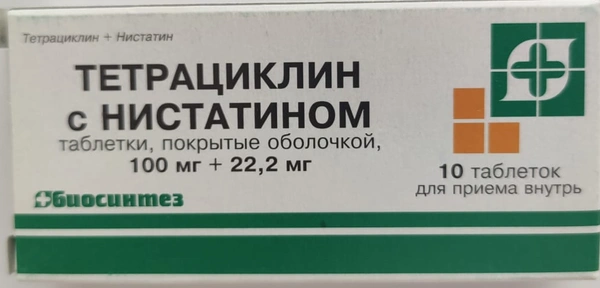 Тетрациклин + Нистатин
ТЕТРАЦИКЛИН
с НИСТАТИНОМ
таблетки, покрытые оболочкой,
100 мг + 22,2 мг
10 таблеток
для приема внутрь
биосинтез